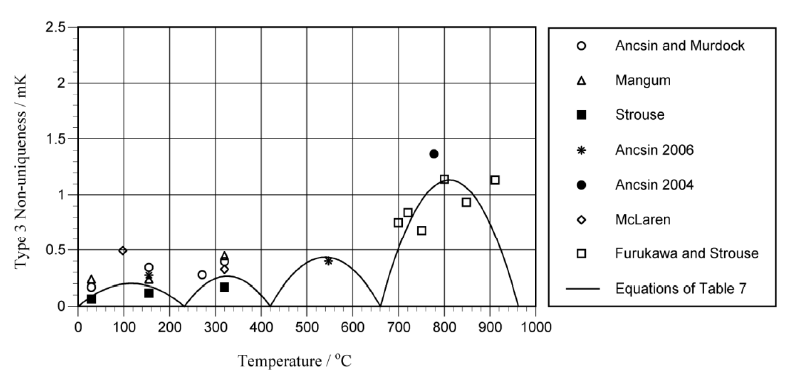 2.5
2
1.5
1
0.5
0
Type 3 Non-uniqueness / mK
0 100 200 300 400 500 600 700 800 900 1000
Temperature / °C
Ancsin and Murdock
Mangum
Strouse
Ancsin 2006
Ancsin 2004
McLaren
Furukawa and Strouse
Equations of Table 7